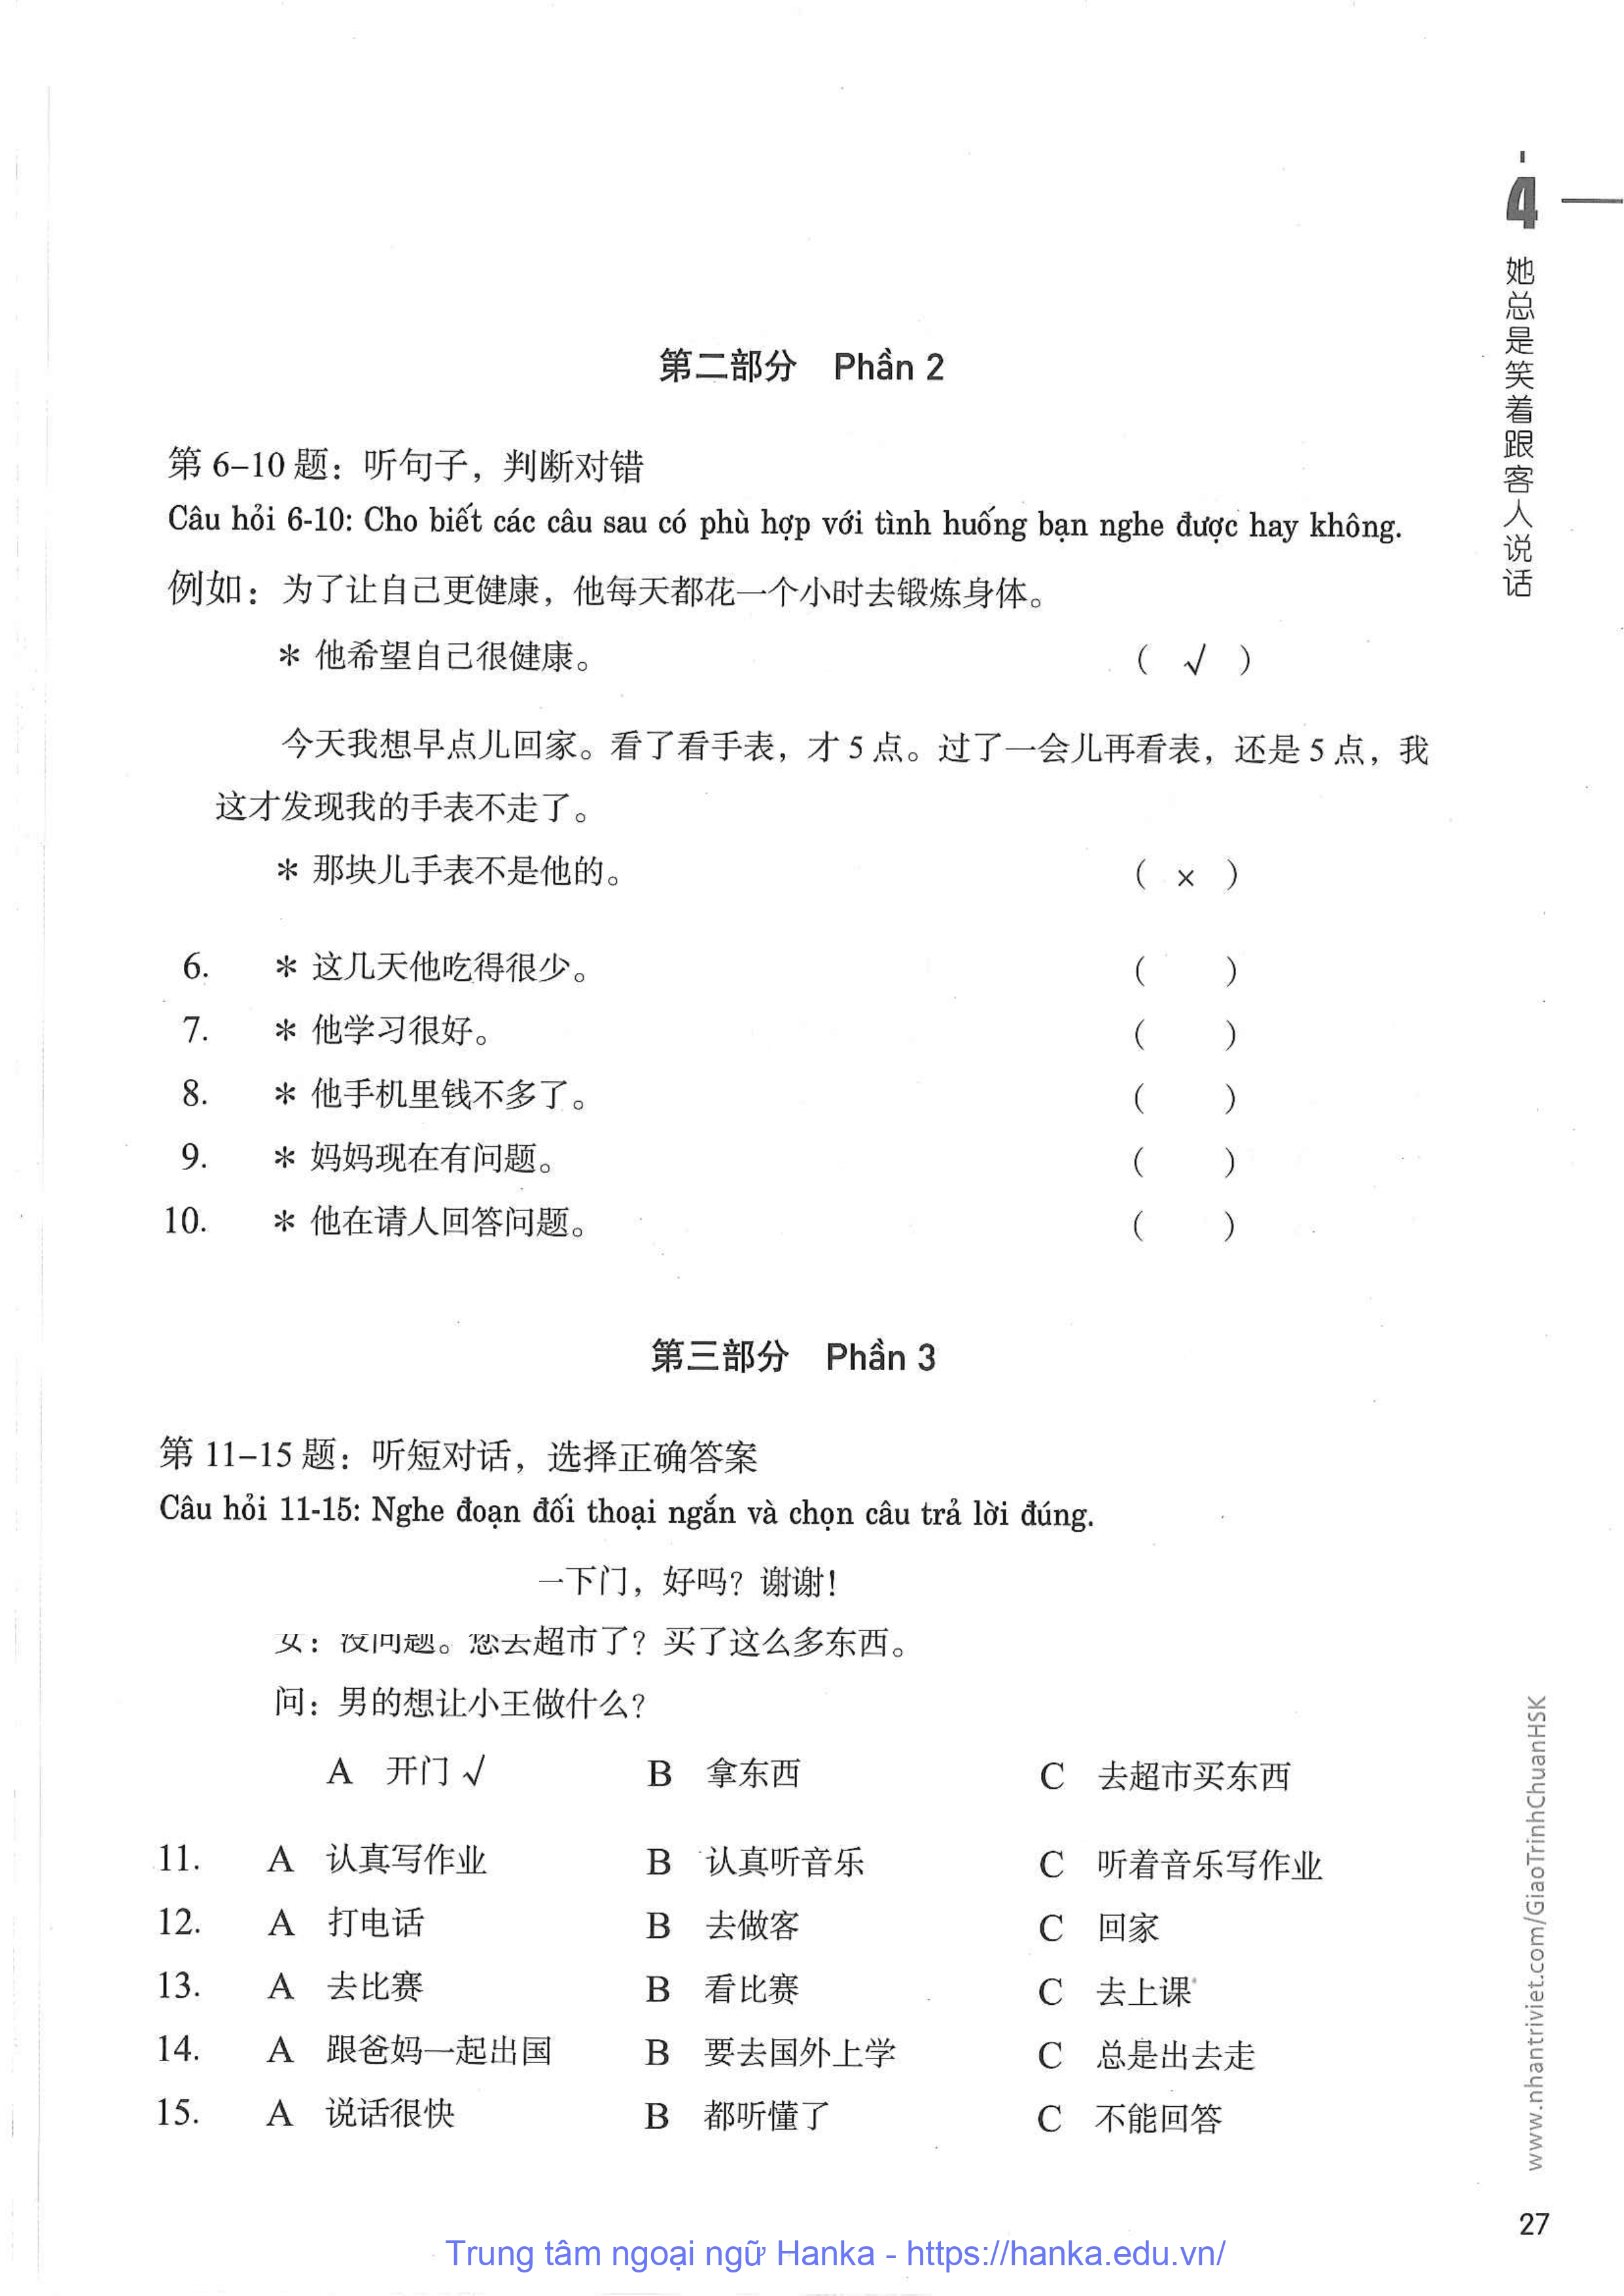 4 她总是笑着跟客人说话
第二部分 Phần 2
第 6–10 题：听句子，判断对错
Câu hỏi 6-10: Cho biết các câu sau có phù hợp với tình huống bạn nghe được hay không.
例如：为了让自己更健康，他每天都花一个小时去锻炼身体。
＊ 他希望自己很健康。 （ √ ）
今天我想早点儿回家。看了看手表，才 5 点。过了一会儿再看表，还是 5 点，我
这才发现我的手表不走了。
＊ 那块儿手表不是他的。 （ × ）
6. ＊ 这几天他吃得很少。 （ ）
7. ＊ 他学习很好。 （ ）
8. ＊ 他手机里钱不多了。 （ ）
9. ＊ 妈妈现在有问题。 （ ）
10. ＊ 他在请人回答问题。 （ ）
第三部分 Phần 3
第 11–15 题：听短对话，选择正确答案
Câu hỏi 11-15: Nghe đoạn đối thoại ngắn và chọn câu trả lời đúng.
一下门，好吗？谢谢！
女：没问题。您去超市了？买了这么多东西。
问：男的想让小王做什么？
A 开门 √ B 拿东西 C 去超市买东西
11. A 认真写作业 B 认真听音乐 C 听着音乐写作业
12. A 打电话 B 去做客 C 回家
13. A 去比赛 B 看比赛 C 去上课
14. A 跟爸妈一起出国 B 要去国外上学 C 总是出去走
15. A 说话很快 B 都听懂了 C 不能回答
www.nhantriviet.com/GiaoTrinhChuanHSK
27
Trung tâm ngoại ngữ Hanka - https://hanka.edu.vn/